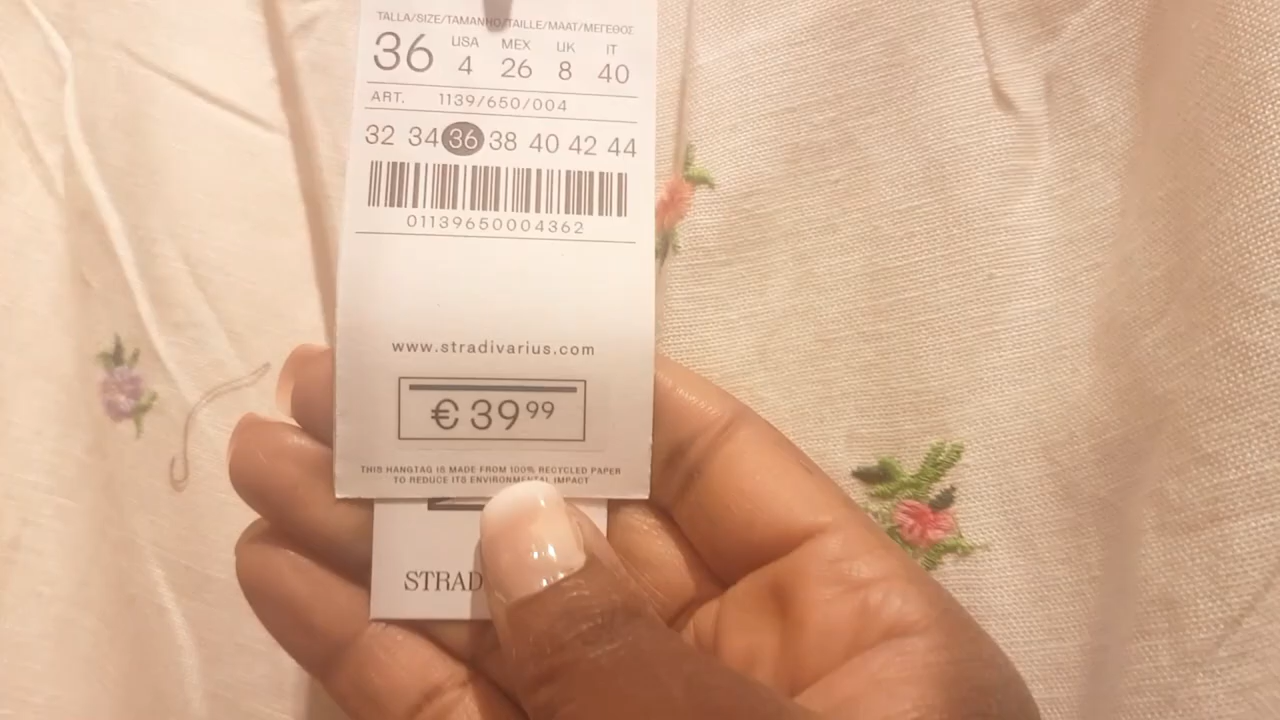 TALLA/SIZE/TAMANHO/TAILLE/MAAT/ΜΕΓΕΘΟΣ
36 USA 4 MEX 26 UK 8 IT 40
ART. 1139/650/004
32 34 36 38 40 42 44
01139650004362
www.stradivarius.com
€ 39 99
THIS HANGTAG IS MADE FROM 100% RECYCLED PAPER
TO REDUCE ITS ENVIRONMENTAL IMPACT
STRAD